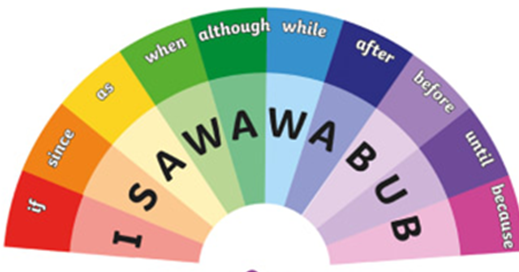 if
since
as
when
although
while
after
before
until
because
I
S
A
W
A
W
A
B
U
B